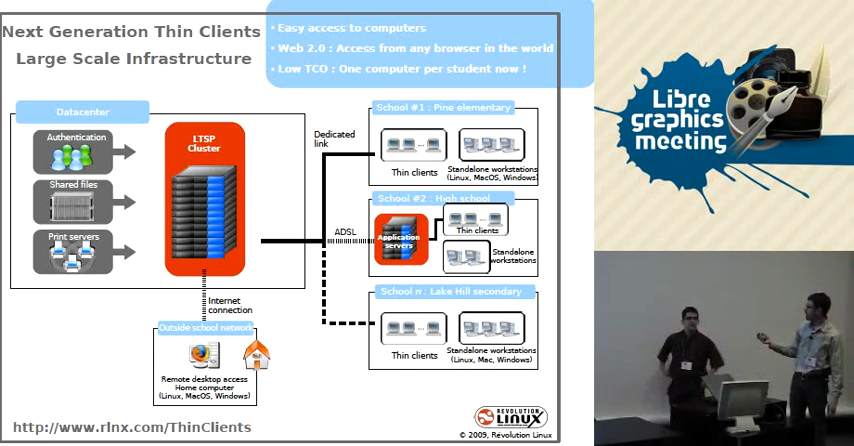 Next Generation Thin Clients
Large Scale Infrastructure
• Easy access to computers
• Web 2.0 : Access from any browser in the world
• Low TCO : One computer per student now !
Datacenter
Authentication
Shared files
Print servers
LTSP
Cluster
Dedicated
link
ADSL
Internet
connection
School #1 : Pine elementary
Thin clients
Standalone workstations
(Linux, MacOS, Windows)
School #2 : High school
Application
servers
Thin clients
Standalone
workstations
School n : Lake Hill secondary
Thin clients
Standalone workstations
(Linux, Mac, Windows)
Outside school network
Remote desktop access
Home computer
(Linux, MacOS, Windows)
http://www.rlnx.com/ThinClients
REVOLUTION
LINUX
© 2009, Révolution Linux
Libre
graphics
meeting